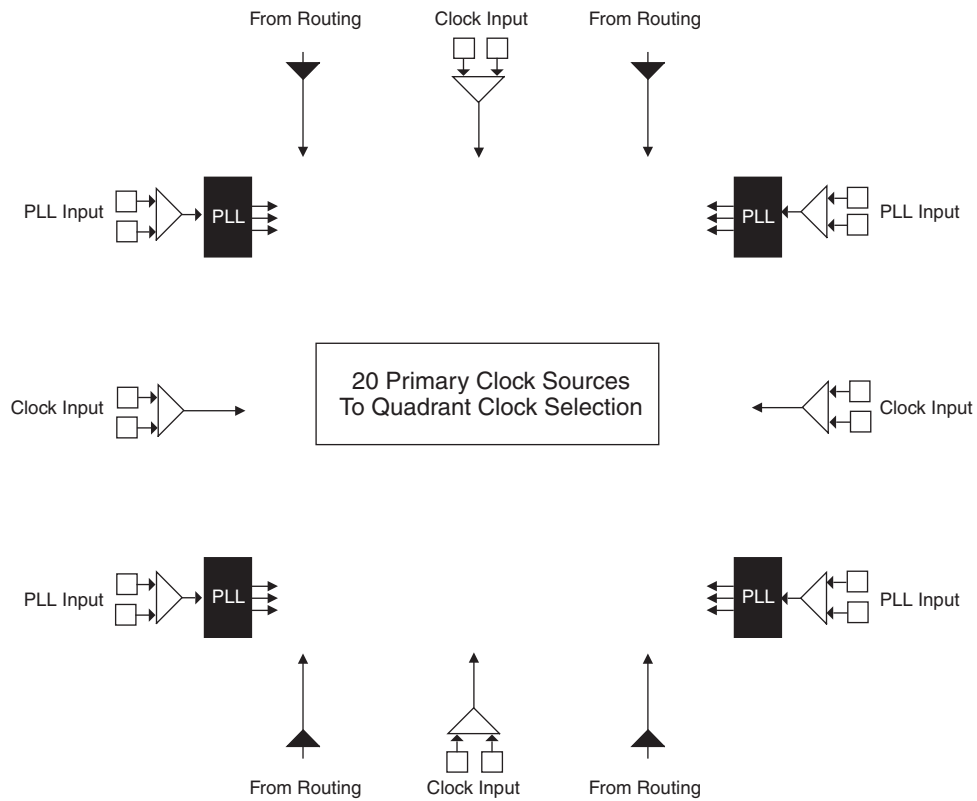 From Routing
Clock Input
From Routing
PLL Input
PLL
PLL
PLL Input
20 Primary Clock Sources
To Quadrant Clock Selection
Clock Input
Clock Input
PLL Input
PLL
PLL
PLL Input
From Routing
Clock Input
From Routing